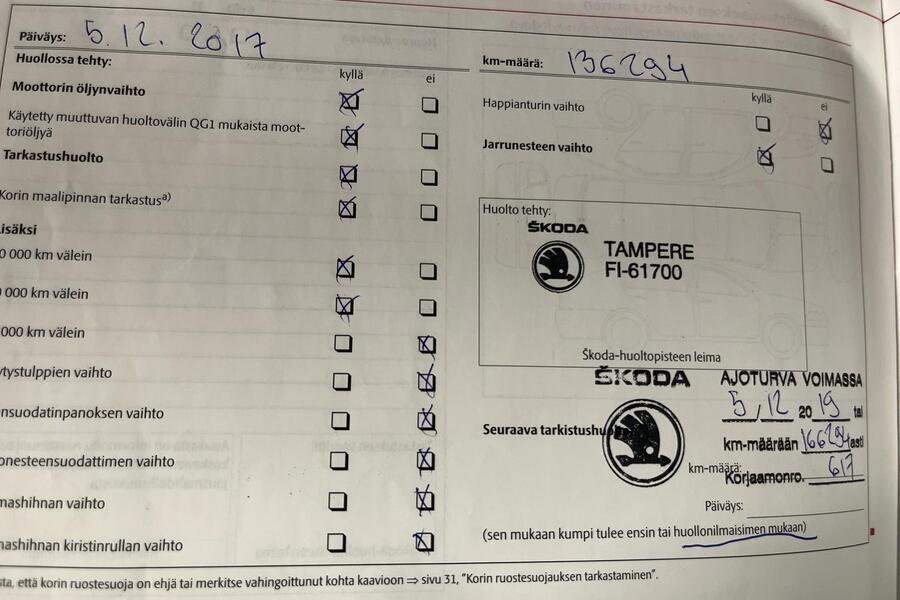 Päiväys: 5.12. 2017
Huollossa tehty:
kyllä ei
Moottorin öljynvaihto
Käytetty muuttuvan huoltovälin QG1 mukaista moot-
toriöljyä
Tarkastushuolto
Korin maalipinnan tarkastus a)
isäksi
0 000 km välein
000 km välein
000 km välein
ytystulppien vaihto
nsuodatinpanoksen vaihto
onesteensuodattimen vaihto
mashihnan vaihto
mashihnan kiristinrullan vaihto
km-määrä: 136294
kyllä ei
Happianturin vaihto
Jarrunesteen vaihto
Huolto tehty:
ŠKODA
TAMPERE
FI-61700
Škoda-huoltopisteen leima
ŠKODA AJOTURVA VOIMASSA
5 / 12 20 19 tai
Seuraava tarkistushuolto
km-määrään 166294 asti
km-määrä:
Korjaamonro. 617
Päiväys:
(sen mukaan kumpi tulee ensin tai huollonilmaisimen mukaan)
sta, että korin ruostesuoja on ehjä tai merkitse vahingoittunut kohta kaavioon ⇒ sivu 31, "Korin ruostesuojauksen tarkastaminen".